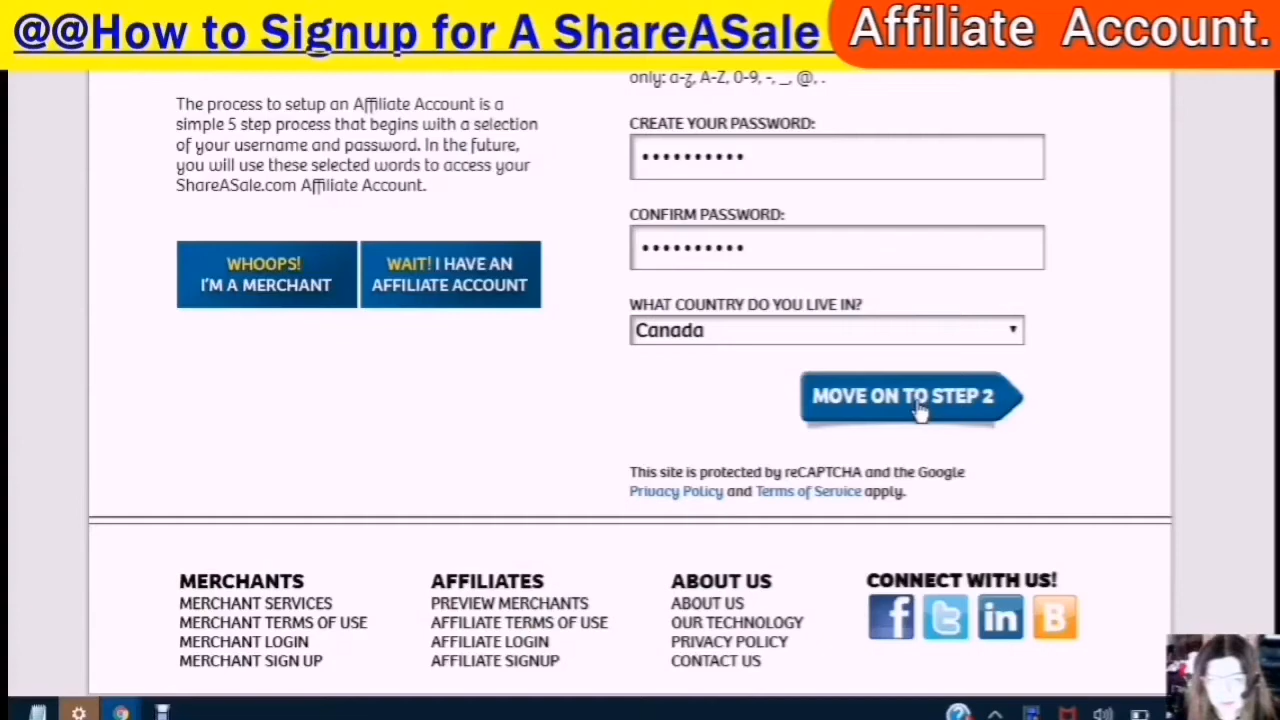 @@How to Signup for A ShareASale Affiliate Account.
only: a-z, A-Z, 0-9, -, _, @, .
The process to setup an Affiliate Account is a
simple 5 step process that begins with a selection
of your username and password. In the future,
you will use these selected words to access your
ShareASale.com Affiliate Account.
WHOOPS!
I'M A MERCHANT
WAIT! I HAVE AN
AFFILIATE ACCOUNT
CREATE YOUR PASSWORD:
••••••••••
CONFIRM PASSWORD:
••••••••••
WHAT COUNTRY DO YOU LIVE IN?
Canada
MOVE ON TO STEP 2
This site is protected by reCAPTCHA and the Google
Privacy Policy and Terms of Service apply.
MERCHANTS
MERCHANT SERVICES
MERCHANT TERMS OF USE
MERCHANT LOGIN
MERCHANT SIGN UP
AFFILIATES
PREVIEW MERCHANTS
AFFILIATE TERMS OF USE
AFFILIATE LOGIN
AFFILIATE SIGNUP
ABOUT US
ABOUT US
OUR TECHNOLOGY
PRIVACY POLICY
CONTACT US
CONNECT WITH US!